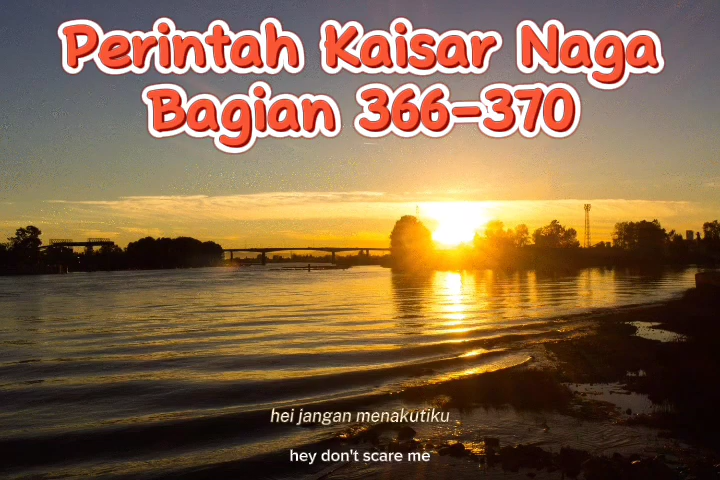 Perintah Kaisar Naga
Bagian 366-370
hei jangan menakutiku
hey don't scare me